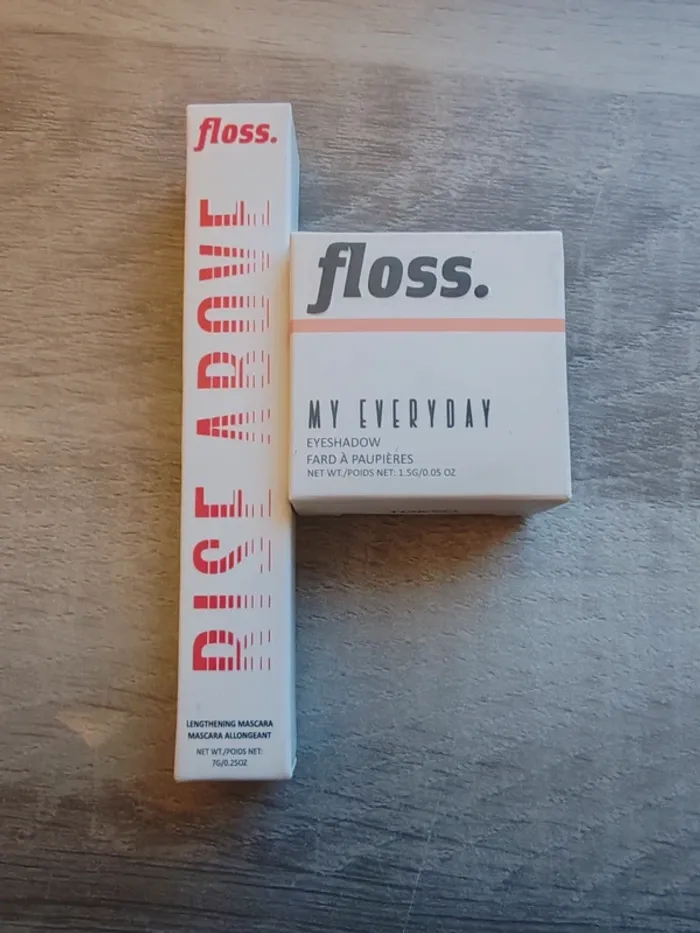 floss.
RISE ABOVE
LENGTHENING MASCARA
MASCARA ALLONGEANT
NET WT./POIDS NET:
7G/0.25OZ
floss.
MY EVERYDAY
EYESHADOW
FARD À PAUPIÈRES
NET WT./POIDS NET: 1.5G/0.05 OZ